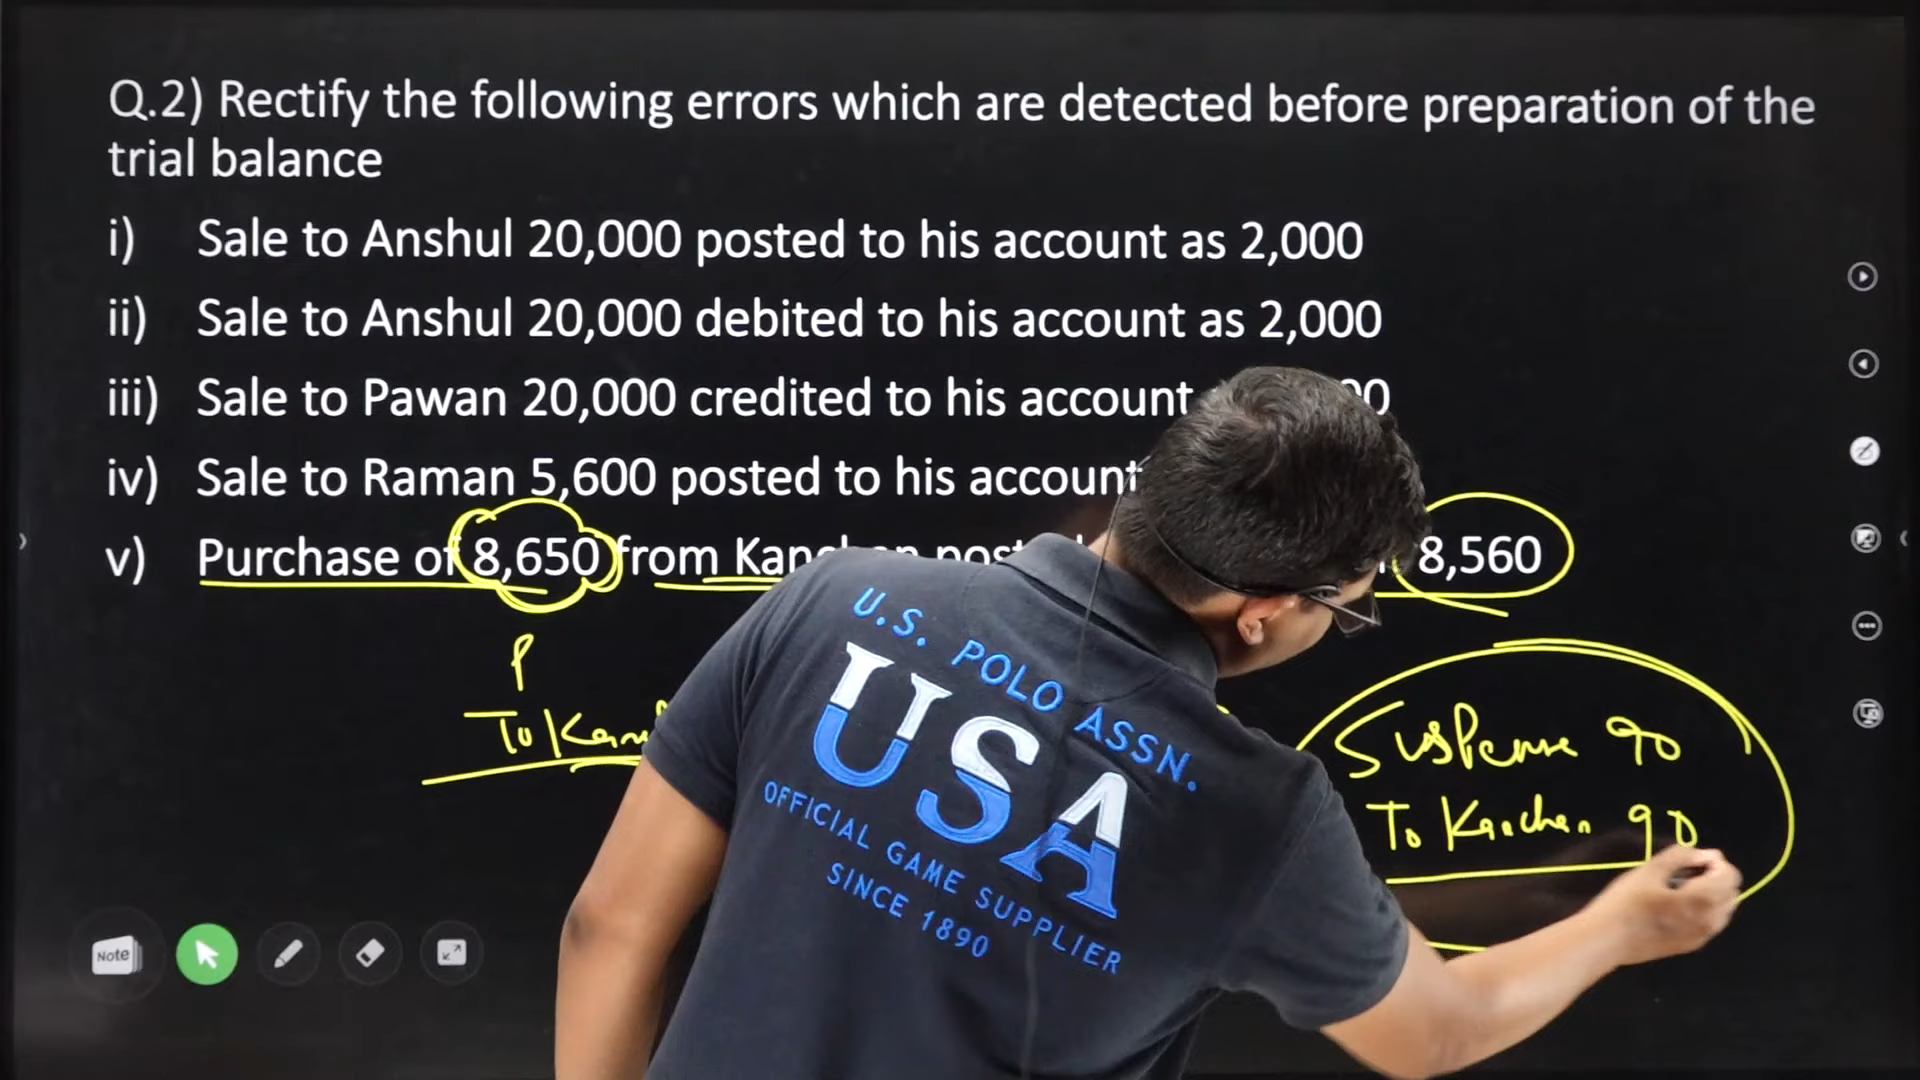 Q.2) Rectify the following errors which are detected before preparation of the
trial balance
i) Sale to Anshul 20,000 posted to his account as 2,000
ii) Sale to Anshul 20,000 debited to his account as 2,000
iii) Sale to Pawan 20,000 credited to his account
iv) Sale to Raman 5,600 posted to his account
v) Purchase of 8,650 from 8,560
P
To
Suspense 90
To Kanchan 90
U.S. POLO ASSN.
USA
OFFICIAL GAME SUPPLIER
SINCE 1890
Note